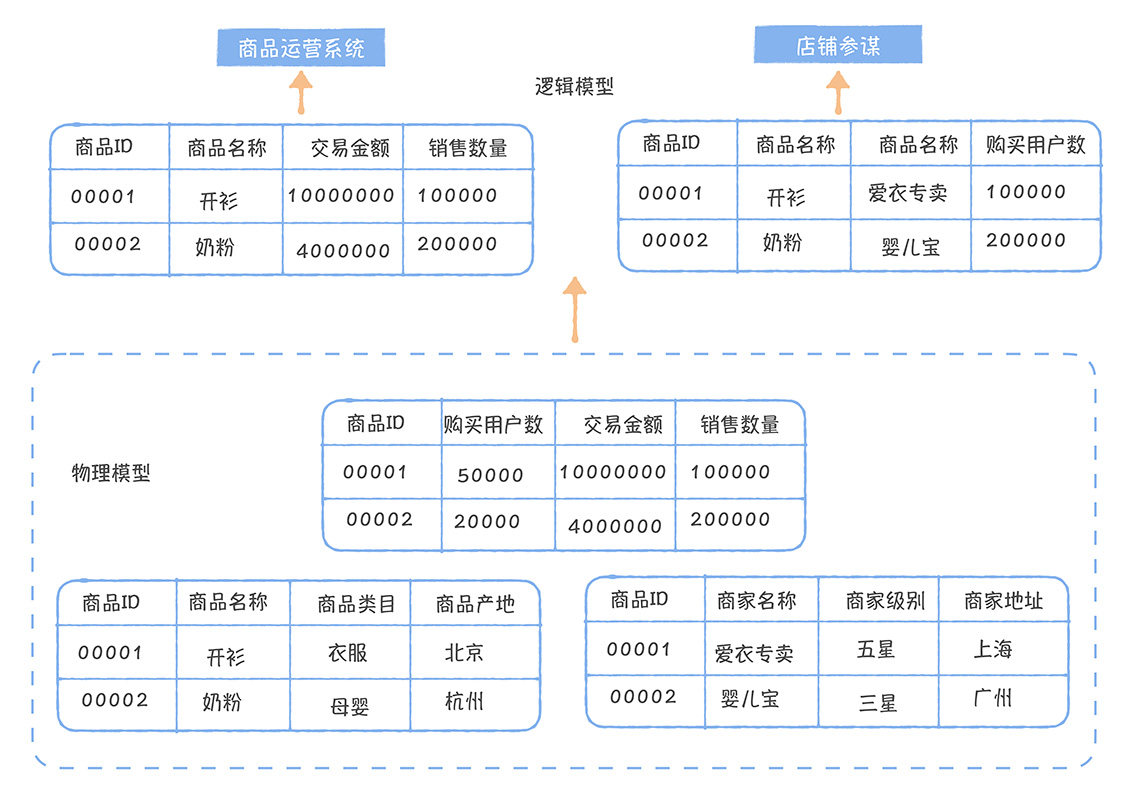 商品运营系统
店铺参谋
逻辑模型
商品ID 商品名称 交易金额 销售数量
00001 开衫 10000000 100000
00002 奶粉 4000000 200000
商品ID 商品名称 商品名称 购买用户数
00001 开衫 爱衣专卖 100000
00002 奶粉 婴儿宝 200000
物理模型
商品ID 购买用户数 交易金额 销售数量
00001 50000 10000000 100000
00002 20000 4000000 200000
商品ID 商品名称 商品类目 商品产地
00001 开衫 衣服 北京
00002 奶粉 母婴 杭州
商品ID 商家名称 商家级别 商家地址
00001 爱衣专卖 五星 上海
00002 婴儿宝 三星 广州